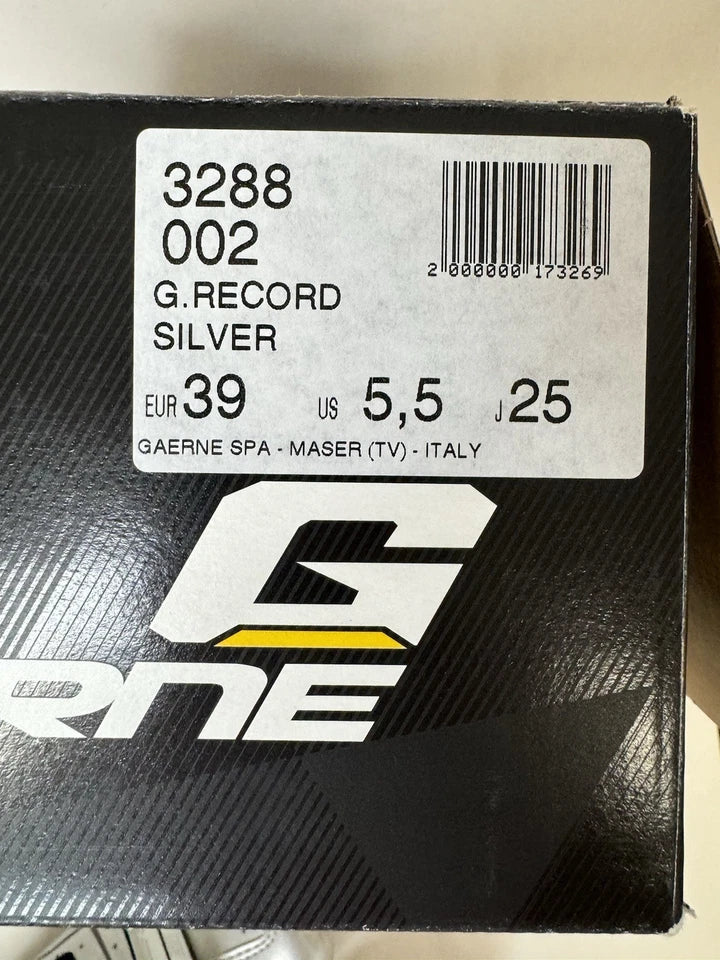 3288
002
G.RECORD
SILVER
2 000000 173269
EUR 39 US 5,5 J 25
GAERNE SPA - MASER (TV) - ITALY
G
RNE